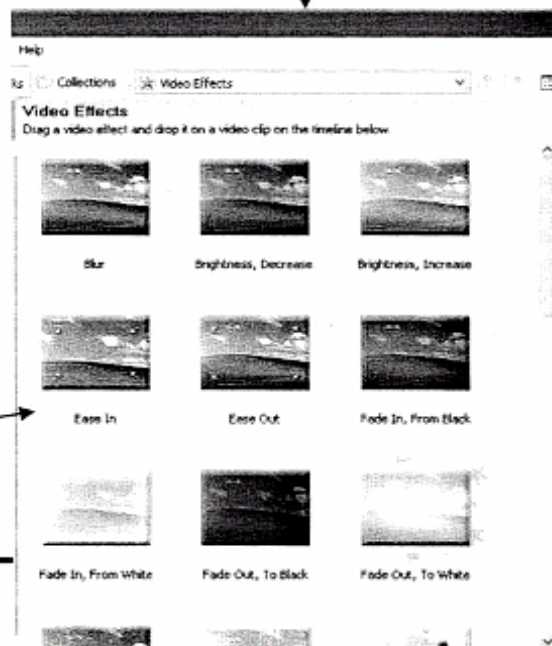 Help
ks Collections Video Effects
Video Effects
Drag a video effect and drop it on a video clip on the timeline below.
Blur Brightness, Decrease Brightness, Increase
Ease In Ease Out Fade In, From Black
Fade In, From White Fade Out, To Black Fade Out, To White